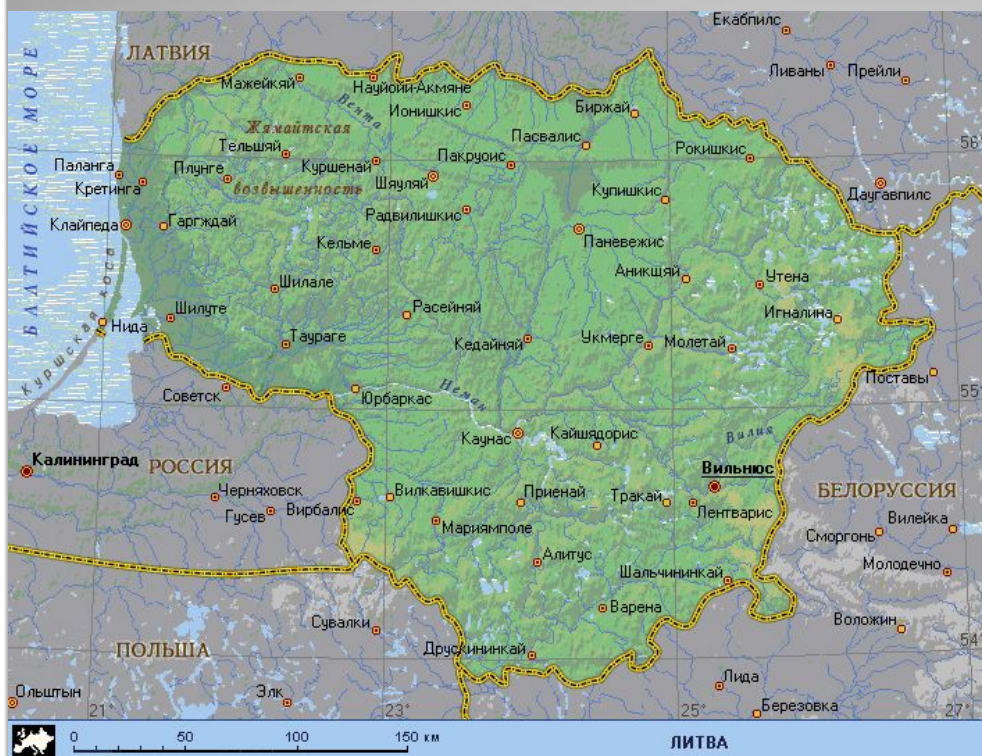 Екабпилс
ЛАТВИЯ
Ливаны
Прейли
Мажейкяй
Науйойи-Акмяне
Вента
Ионишкис
Биржай
Жямайтская
возвышенность
Пасвалис
56°
Тельшяй
Куршенай
Пакруоис
Рокишкис
Паланга
Плунге
Кретинга
Шяуляй
Даугавпилс
Купишкис
Радвилишкис
Клайпеда
Гаргждай
Кельме
Паневежис
БАЛТИЙСКОЕ МОРЕ
Аникщяй
Утена
Шилале
Куршская коса
Шилуте
Расейняй
Игналина
Нида
Таураге
Кедайняй
Укмерге
Молетай
Поставы
Советск
Юрбаркас
Неман
55
Каунас
Кайшядорис
Вилия
Калининград
РОССИЯ
Вильнюс
БЕЛОРУССИЯ
Черняховск
Гусев
Вирбалис
Вилкавишкис
Приенай
Тракай
Лентварис
Мариямполе
Сморгонь
Вилейка
Алитус
Молодечно
Шальчининкай
Варена
Сувалки
Воложин
ПОЛЬША
Друскининкай
54°
Ольштын
Элк
Лида
Березовка
21°
23
25°
27°
0 50 100 150 км
ЛИТВА